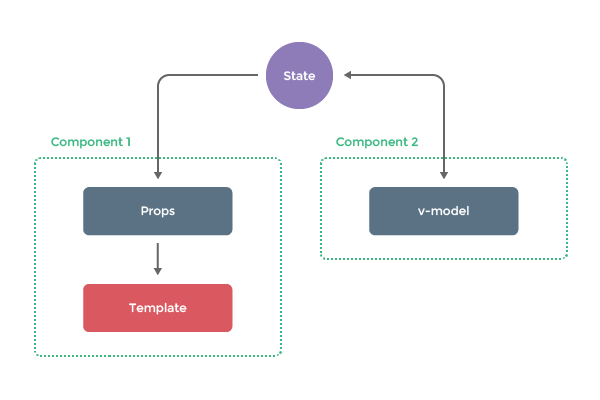 State
Component 1
Component 2
Props
v-model
Template